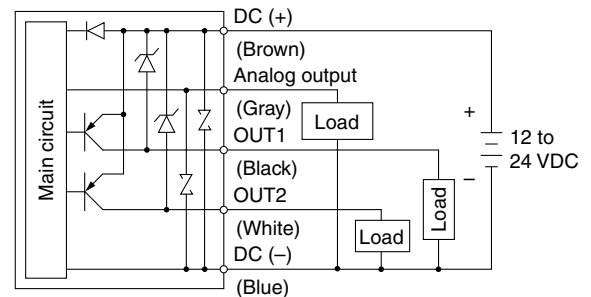 DC (+)
(Brown)
Analog output
(Gray)
OUT1
(Black)
OUT2
(White)
DC (–)
(Blue)
Main circuit
Load
Load
Load
+
–
12 to
24 VDC